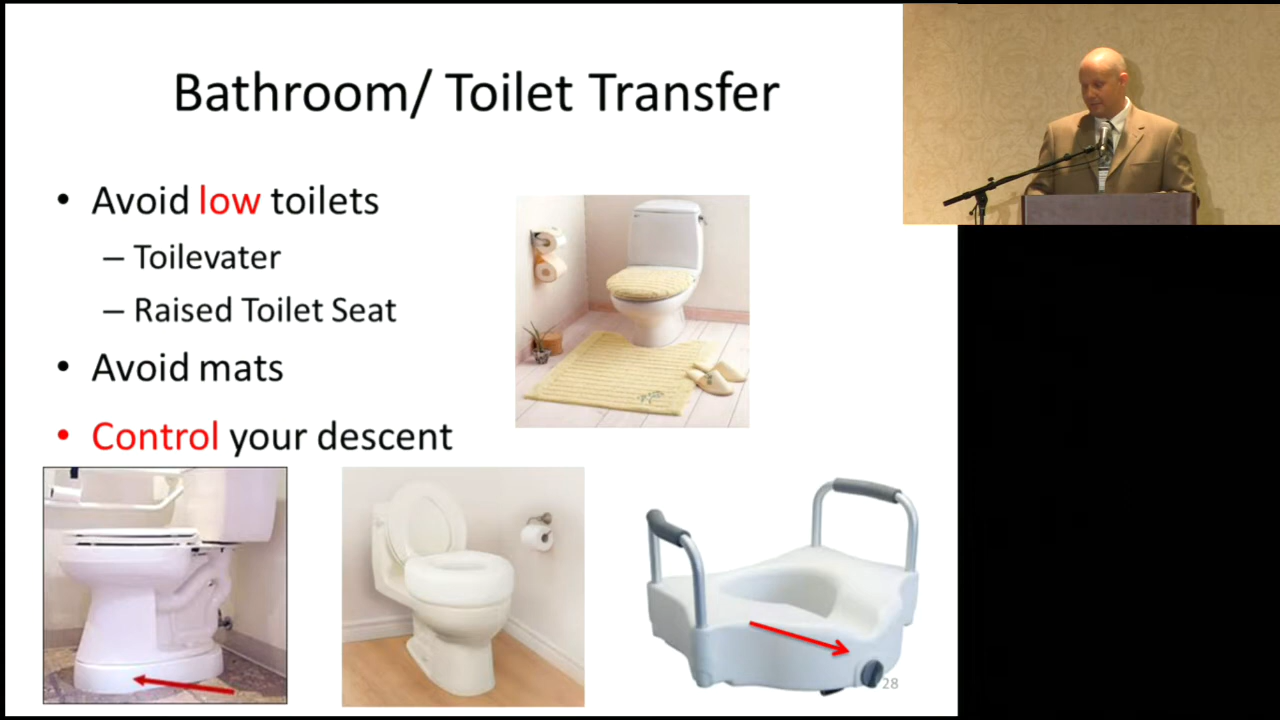 Bathroom/ Toilet Transfer
• Avoid low toilets
– Toilevater
– Raised Toilet Seat
• Avoid mats
• Control your descent
28